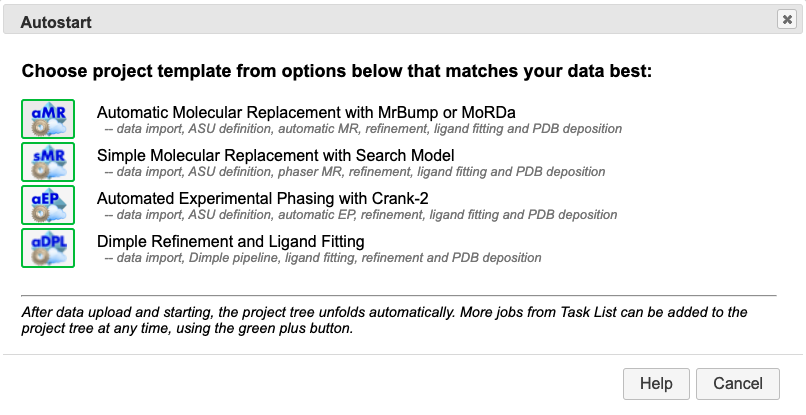 Autostart
Choose project template from options below that matches your data best:
aMR
Automatic Molecular Replacement with MrBump or MoRDa
-- data import, ASU definition, automatic MR, refinement, ligand fitting and PDB deposition
sMR
Simple Molecular Replacement with Search Model
-- data import, ASU definition, phaser MR, refinement, ligand fitting and PDB deposition
aEP
Automated Experimental Phasing with Crank-2
-- data import, ASU definition, automatic EP, refinement, ligand fitting and PDB deposition
aDPL
Dimple Refinement and Ligand Fitting
-- data import, Dimple pipeline, ligand fitting, refinement and PDB deposition
After data upload and starting, the project tree unfolds automatically. More jobs from Task List can be added to the
project tree at any time, using the green plus button.
Help
Cancel